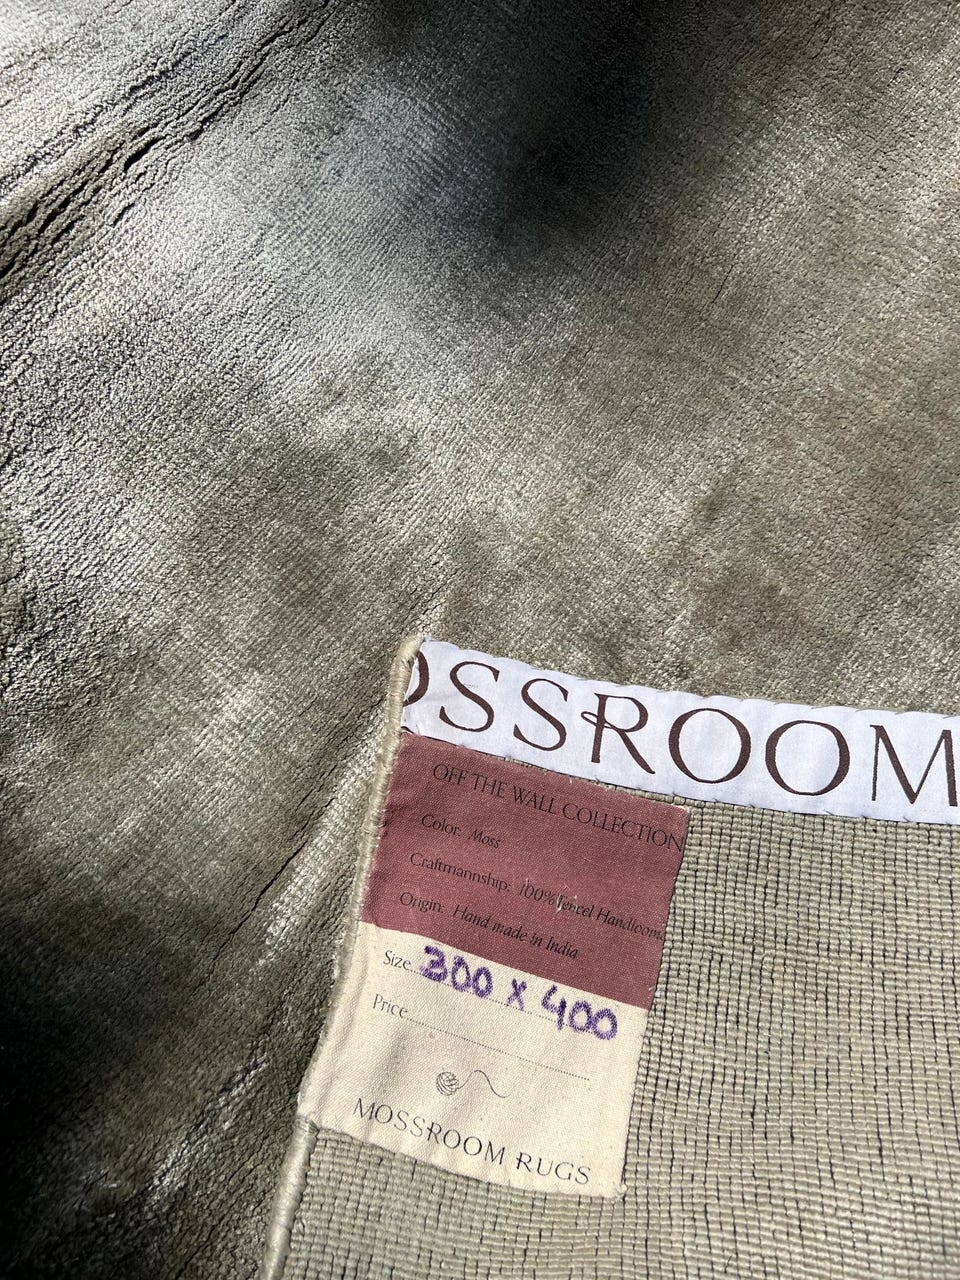 OSSROOM
OFF THE WALL COLLECTION
Color: Moss
Craftmannship: 100% Tencel Handloom
Origin: Hand made in India
Size... 300 x 400
Price
MOSSROOM RUGS